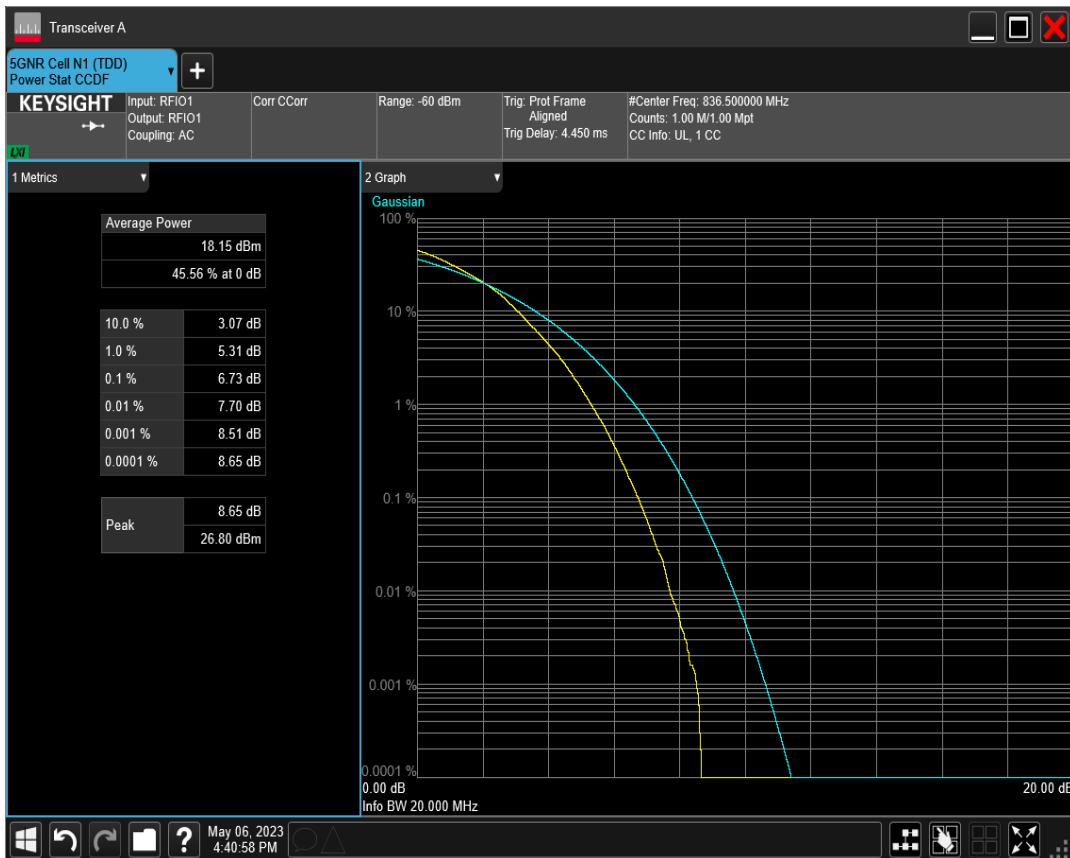 Transceiver A
5GNR Cell N1 (TDD)
Power Stat CCDF
+
KEYSIGHT
LXI
Input: RFIO1
Output: RFIO1
Coupling: AC
Corr CCorr
Range: -60 dBm
Trig: Prot Frame
Aligned
Trig Delay: 4.450 ms
#Center Freq: 836.500000 MHz
Counts: 1.00 M/1.00 Mpt
CC Info: UL, 1 CC
1 Metrics
Average Power
18.15 dBm
45.56 % at 0 dB
10.0 % 3.07 dB
1.0 % 5.31 dB
0.1 % 6.73 dB
0.01 % 7.70 dB
0.001 % 8.51 dB
0.0001 % 8.65 dB
Peak 8.65 dB
26.80 dBm
2 Graph
Gaussian
100 %
10 %
1 %
0.1 %
0.01 %
0.001 %
0.0001 %
0.00 dB 20.00 dB
Info BW 20.000 MHz
?
May 06, 2023
4:40:58 PM